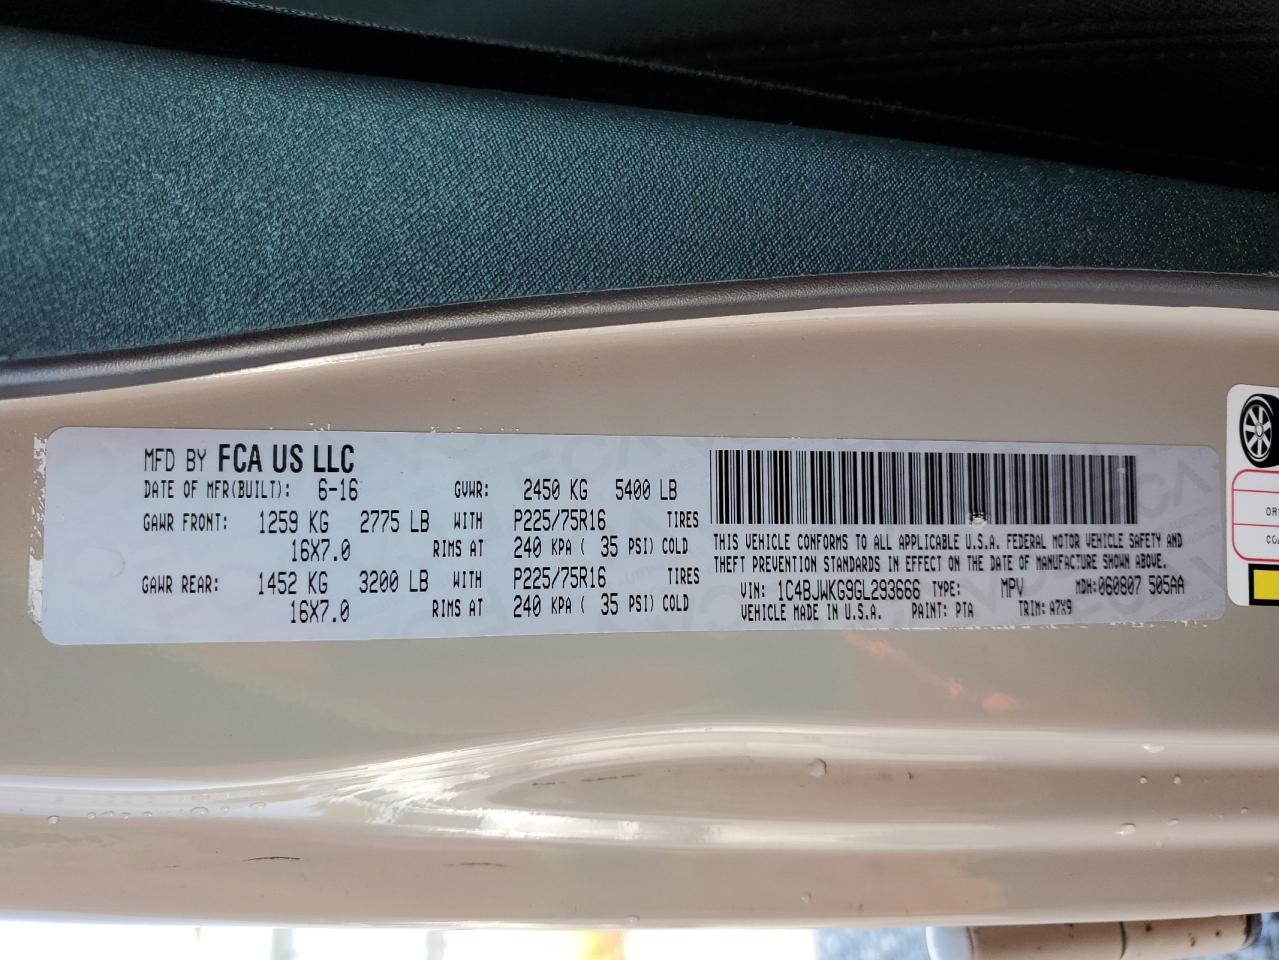 MFD BY FCA US LLC
DATE OF MFR(BUILT): 6-16 GVWR: 2450 KG 5400 LB
GAWR FRONT: 1259 KG 2775 LB WITH P225/75R16 TIRES
16X7.0 RIMS AT 240 KPA ( 35 PSI) COLD
GAWR REAR: 1452 KG 3200 LB WITH P225/75R16 TIRES
16X7.0 RIMS AT 240 KPA ( 35 PSI) COLD
THIS VEHICLE CONFORMS TO ALL APPLICABLE U.S.A. FEDERAL MOTOR VEHICLE SAFETY AND
THEFT PREVENTION STANDARDS IN EFFECT ON THE DATE OF MANUFACTURE SHOWN ABOVE.
VIN: 1C4BJWKG9GL293666 TYPE: MPV MDH:060807 505AA
VEHICLE MADE IN U.S.A. PAINT: PTA TRIM: A7X9